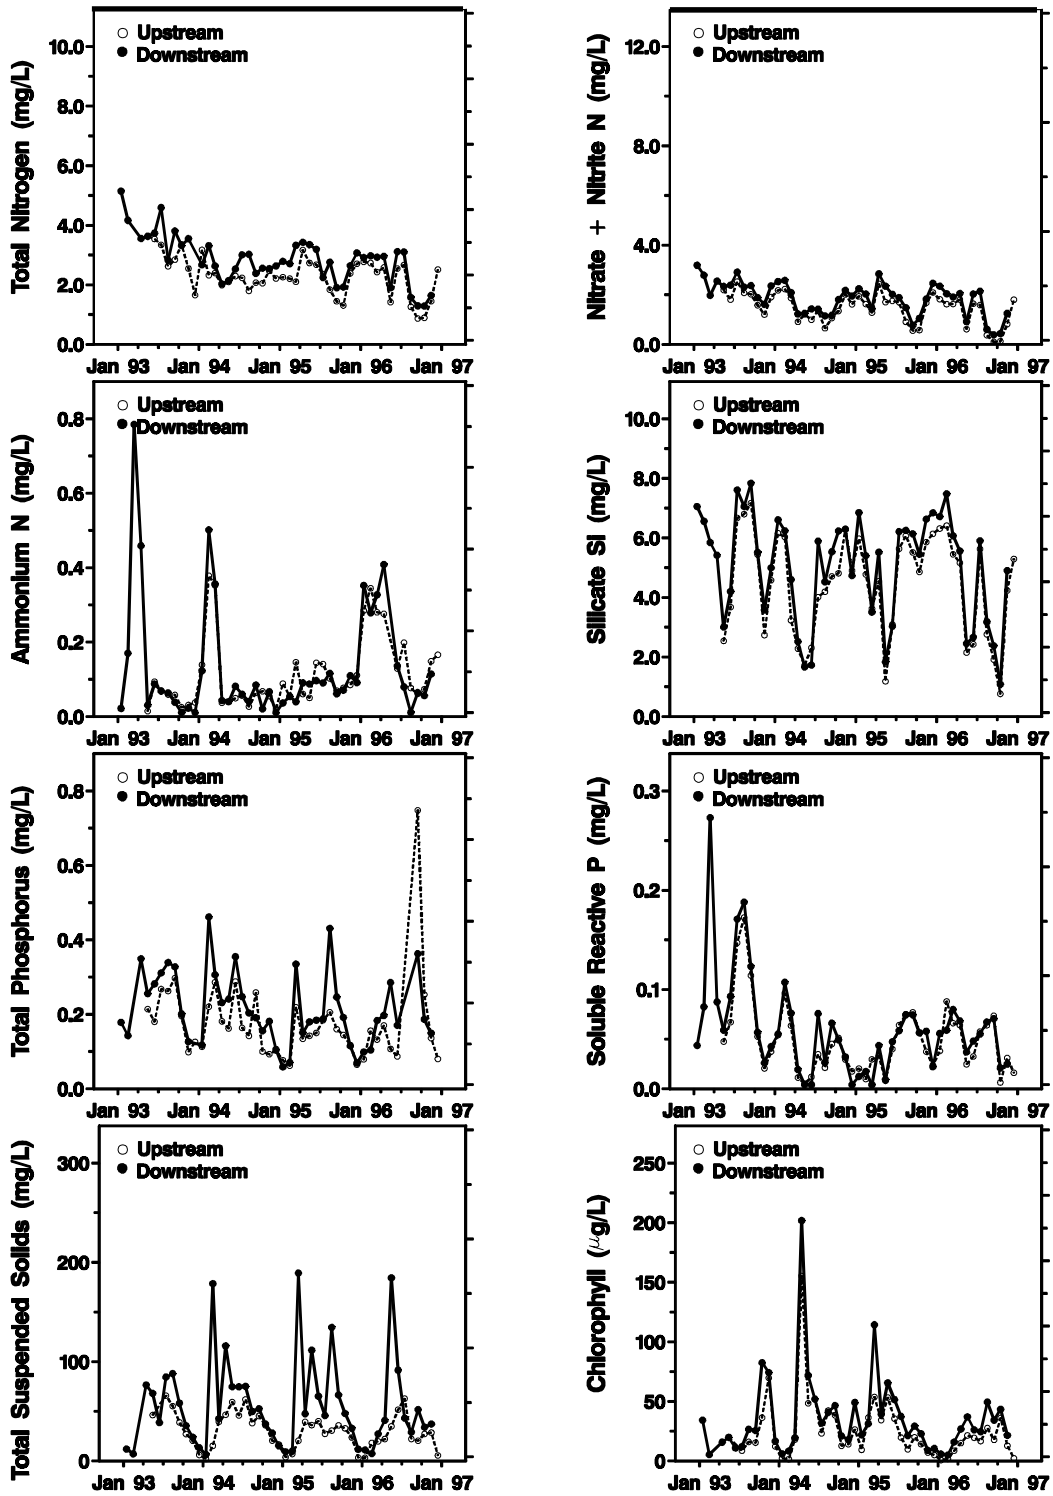 Total Nitrogen (mg/L)
Upstream
Downstream
10.0
8.0
6.0
4.0
2.0
0.0
Jan 93 Jan 94 Jan 95 Jan 96 Jan 97
Nitrate + Nitrite N (mg/L)
Upstream
Downstream
12.0
8.0
4.0
0.0
Jan 93 Jan 94 Jan 95 Jan 96 Jan 97
Ammonium N (mg/L)
Upstream
Downstream
0.8
0.6
0.4
0.2
0.0
Jan 93 Jan 94 Jan 95 Jan 96 Jan 97
Silicate Si (mg/L)
Upstream
Downstream
10.0
8.0
6.0
4.0
2.0
0.0
Jan 93 Jan 94 Jan 95 Jan 96 Jan 97
Total Phosphorus (mg/L)
Upstream
Downstream
0.8
0.6
0.4
0.2
0.0
Jan 93 Jan 94 Jan 95 Jan 96 Jan 97
Soluble Reactive P (mg/L)
Upstream
Downstream
0.3
0.2
0.1
0.0
Jan 93 Jan 94 Jan 95 Jan 96 Jan 97
Total Suspended Solids (mg/L)
Upstream
Downstream
300
200
100
0
Jan 93 Jan 94 Jan 95 Jan 96 Jan 97
Chlorophyll (μg/L)
Upstream
Downstream
250
200
150
100
50
0
Jan 93 Jan 94 Jan 95 Jan 96 Jan 97